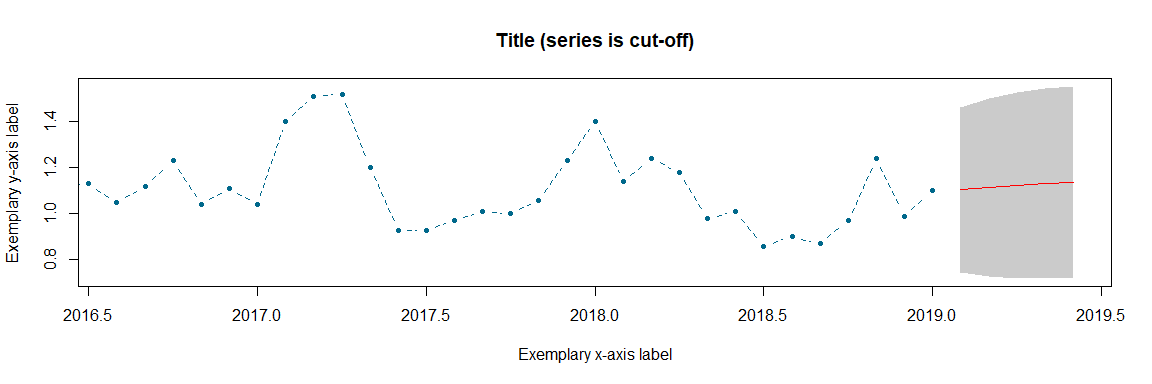 Title (series is cut-off)
Exemplary y-axis label
1.4
1.2
1.0
0.8
2016.5 2017.0 2017.5 2018.0 2018.5 2019.0 2019.5
Exemplary x-axis label